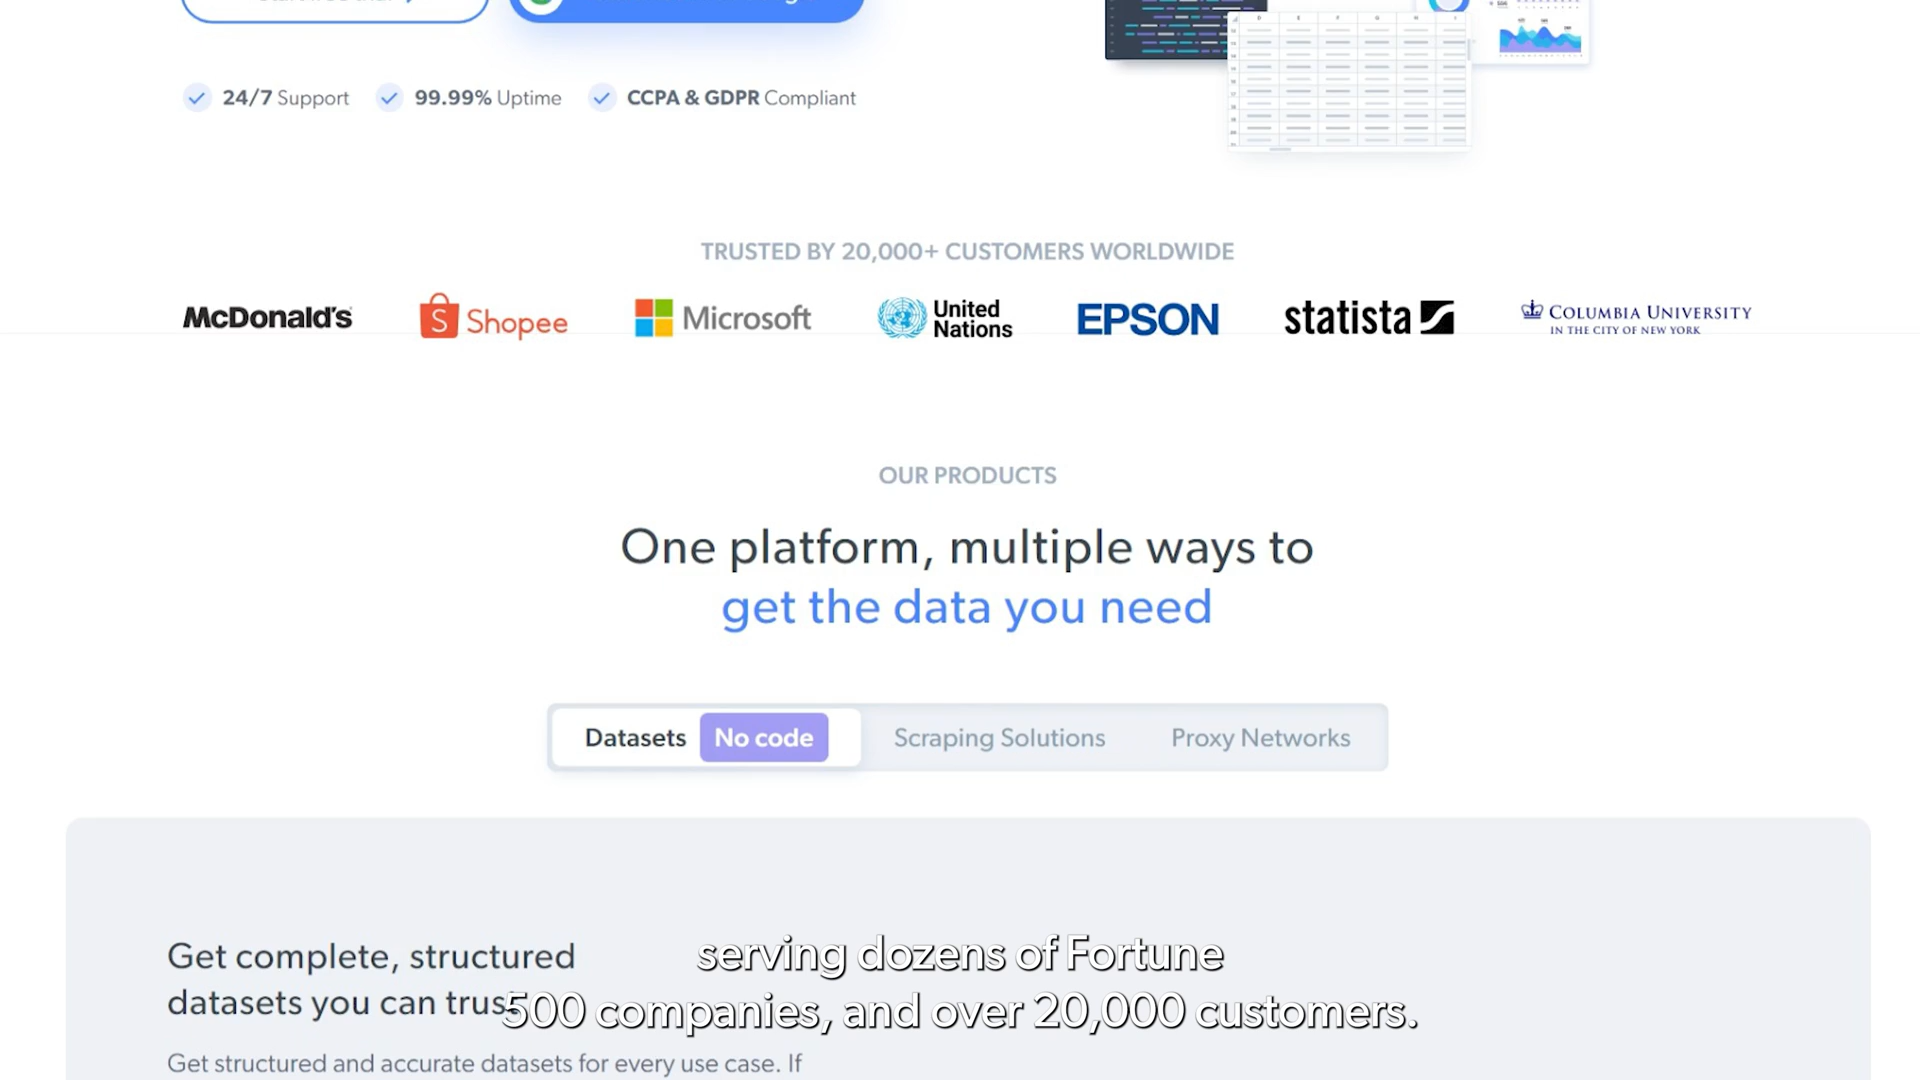 24/7 Support
99.99% Uptime
CCPA & GDPR Compliant
TRUSTED BY 20,000+ CUSTOMERS WORLDWIDE
McDonald's
Shopee
Microsoft
United
Nations
EPSON
statista
COLUMBIA UNIVERSITY
IN THE CITY OF NEW YORK
OUR PRODUCTS
One platform, multiple ways to
get the data you need
Datasets No code
Scraping Solutions
Proxy Networks
Get complete, structured
datasets you can trust
Get structured and accurate datasets for every use case. If
serving dozens of Fortune
500 companies, and over 20,000 customers.